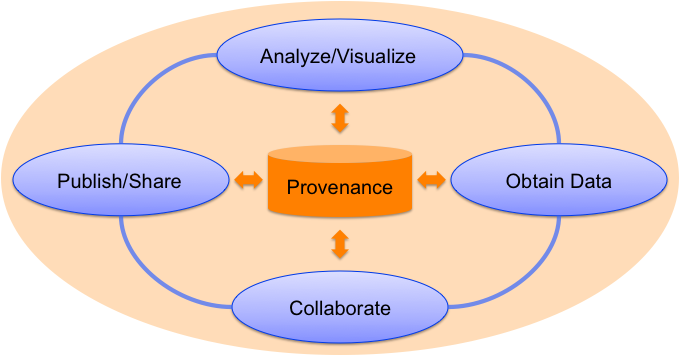 Analyze/Visualize
Publish/Share
Provenance
Obtain Data
Collaborate